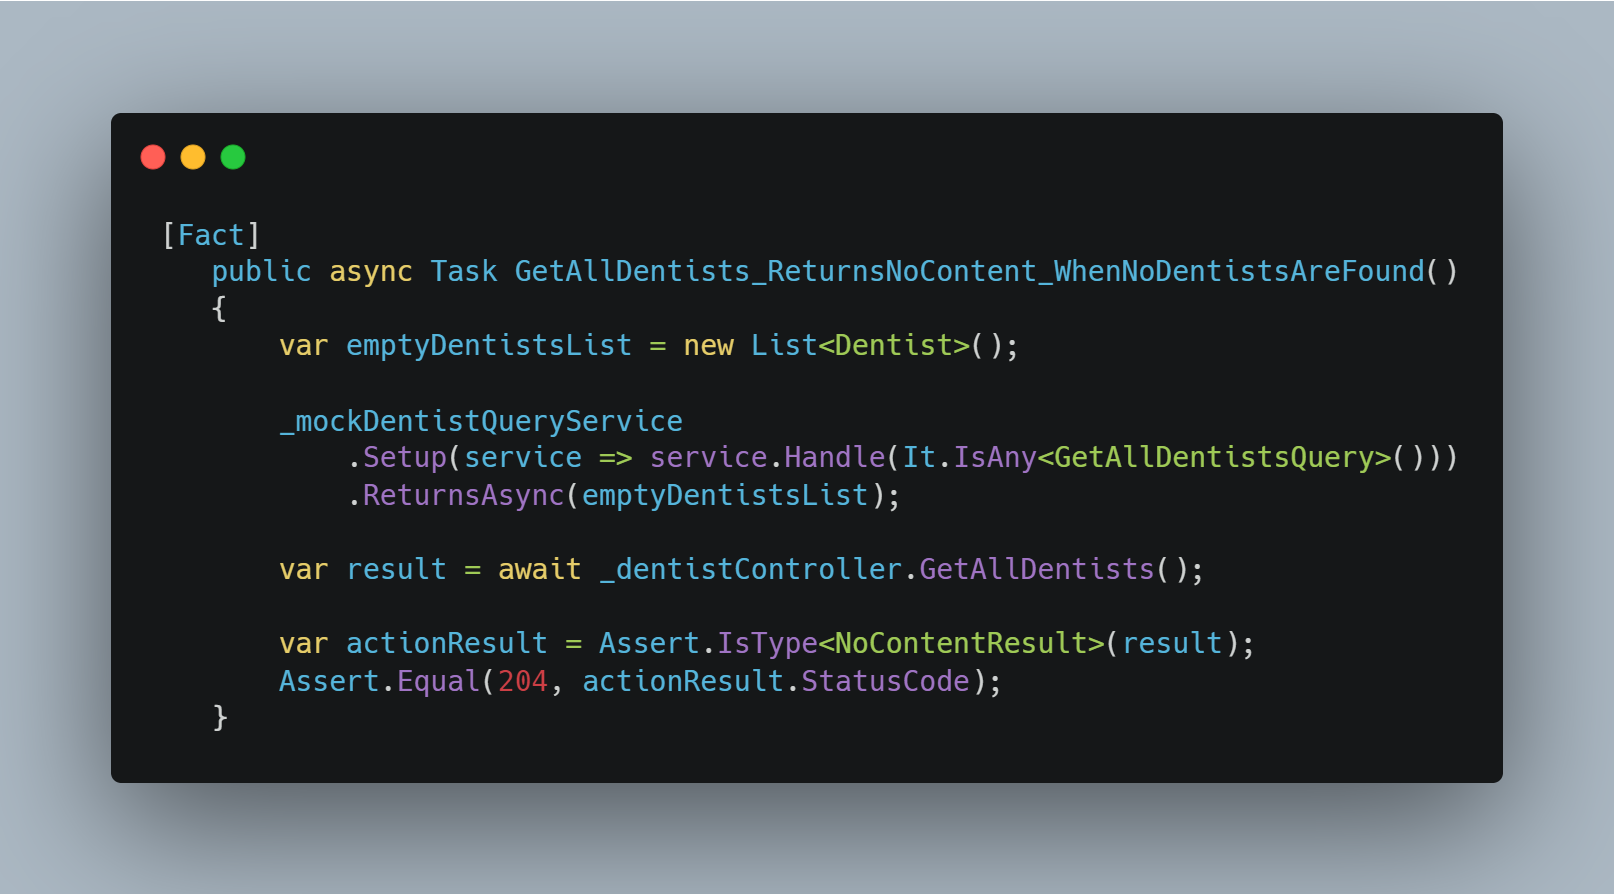 [Fact]
public async Task GetAllDentists_ReturnsNoContent_WhenNoDentistsAreFound()
{
var emptyDentistsList = new List<Dentist>();
_mockDentistQueryService
.Setup(service => service.Handle(It.IsAny<GetAllDentistsQuery>()))
.ReturnsAsync(emptyDentistsList);
var result = await _dentistController.GetAllDentists();
var actionResult = Assert.IsType<NoContentResult>(result);
Assert.Equal(204, actionResult.StatusCode);
}